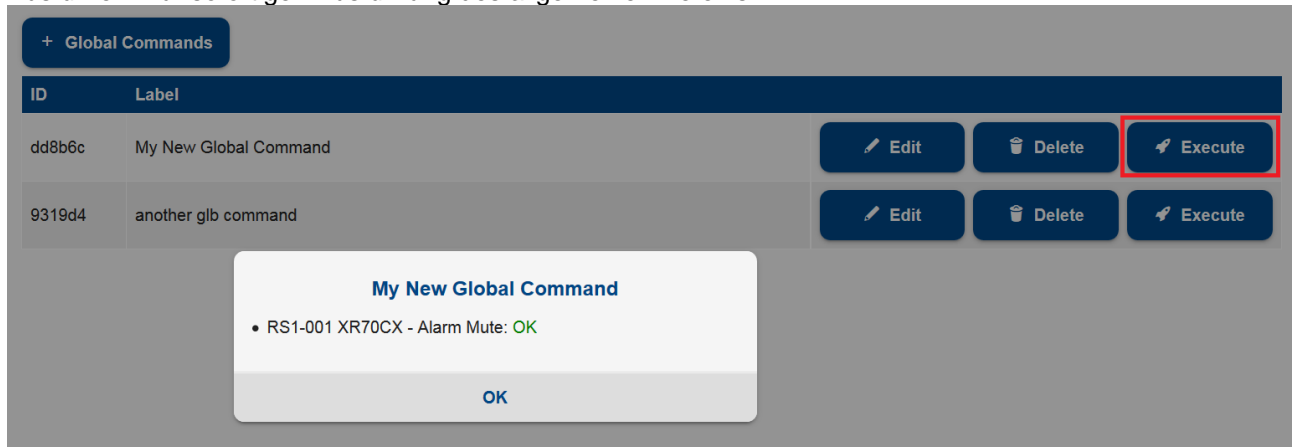 + Global Commands
ID Label
dd8b6c My New Global Command Edit Delete Execute
9319d4 another glb command Edit Delete Execute
My New Global Command
• RS1-001 XR70CX - Alarm Mute: OK
OK